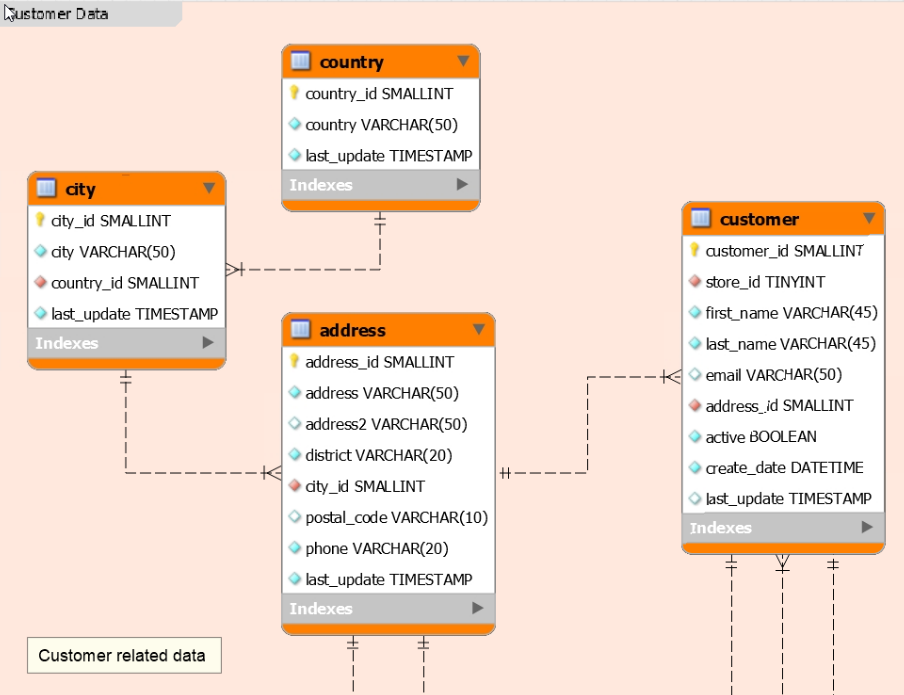 Customer Data
country
country_id SMALLINT
country VARCHAR(50)
last_update TIMESTAMP
Indexes
city
city_id SMALLINT
city VARCHAR(50)
country_id SMALLINT
last_update TIMESTAMP
Indexes
customer
customer_id SMALLINT
store_id TINYINT
first_name VARCHAR(45)
last_name VARCHAR(45)
email VARCHAR(50)
address_id SMALLINT
active BOOLEAN
create_date DATETIME
last_update TIMESTAMP
Indexes
address
address_id SMALLINT
address VARCHAR(50)
address2 VARCHAR(50)
district VARCHAR(20)
city_id SMALLINT
postal_code VARCHAR(10)
phone VARCHAR(20)
last_update TIMESTAMP
Indexes
Customer related data